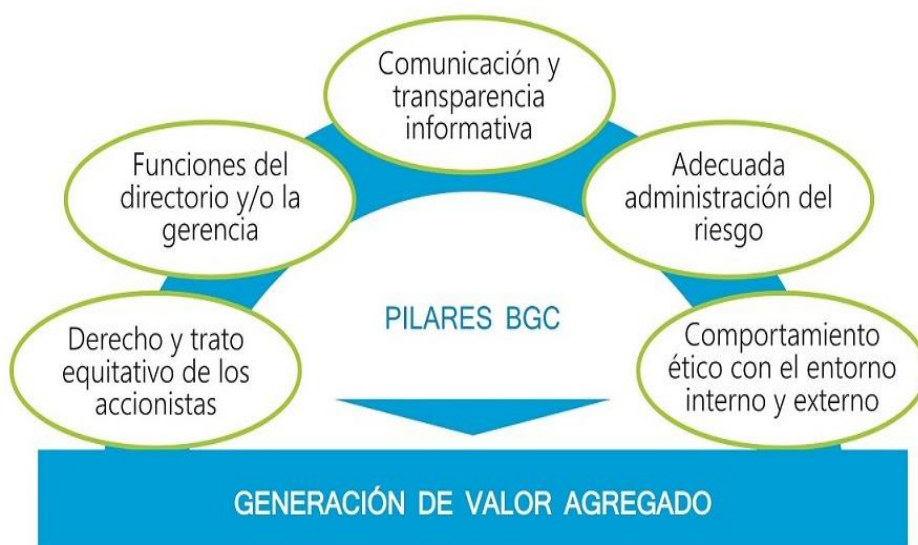 Comunicación y
transparencia
informativa
Funciones del
directorio y/o la
gerencia
Adecuada
administración del
riesgo
Derecho y trato
equitativo de los
accionistas
PILARES BGC
Comportamiento
ético con el entorno
interno y externo
GENERACIÓN DE VALOR AGREGADO